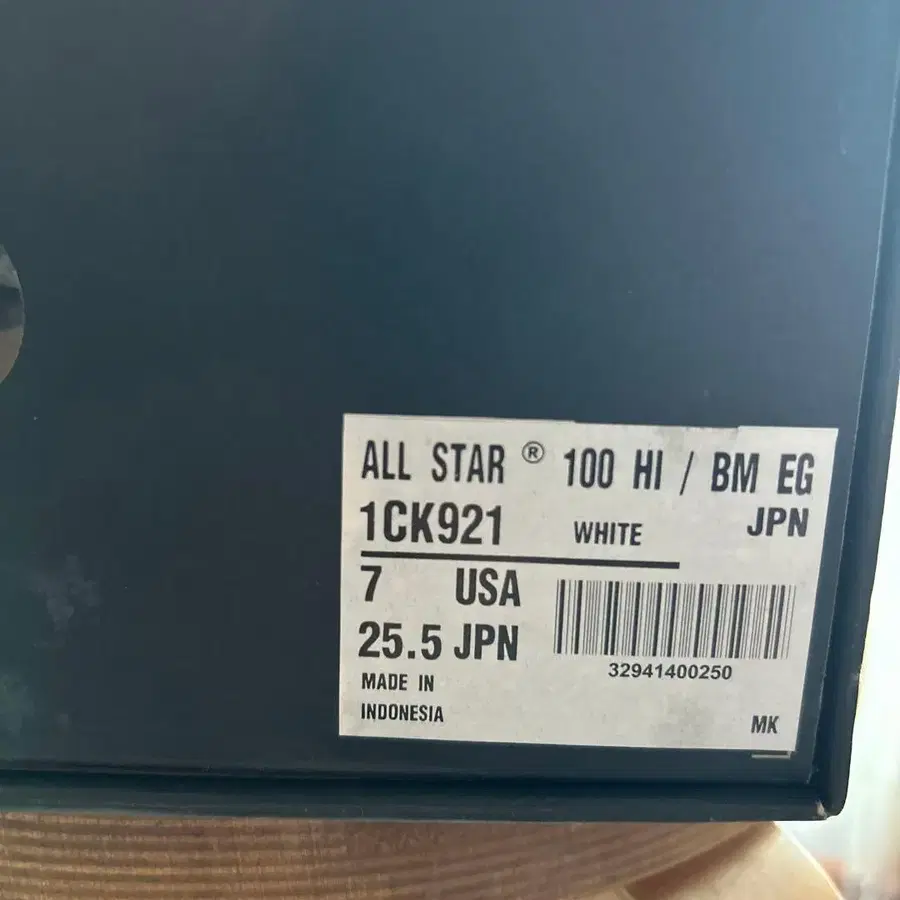 ALL STAR ® 100 HI / BM EG
1CK921 WHITE JPN
7 USA
25.5 JPN
32941400250
MADE IN
INDONESIA
MK